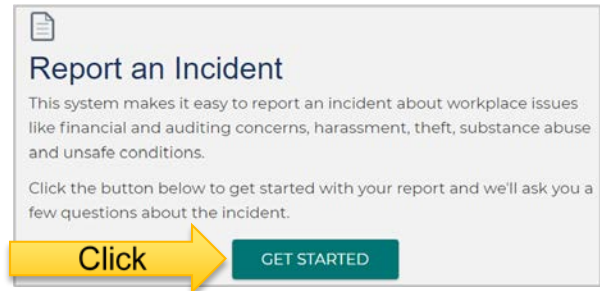 Report an Incident
This system makes it easy to report an incident about workplace issues
like financial and auditing concerns, harassment, theft, substance abuse
and unsafe conditions.
Click the button below to get started with your report and we'll ask you a
few questions about the incident.
Click
GET STARTED